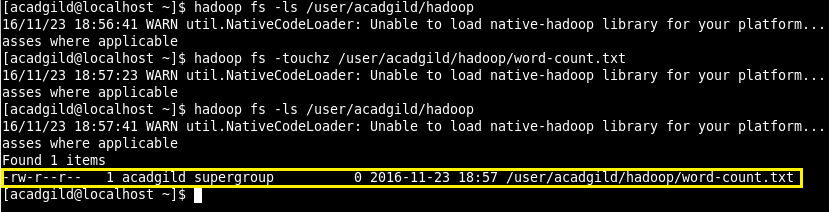 [acadgild@localhost ~]$ hadoop fs -ls /user/acadgild/hadoop
16/11/23 18:56:41 WARN util.NativeCodeLoader: Unable to load native-hadoop library for your platform...
asses where applicable
[acadgild@localhost ~]$ hadoop fs -touchz /user/acadgild/hadoop/word-count.txt
16/11/23 18:57:23 WARN util.NativeCodeLoader: Unable to load native-hadoop library for your platform...
asses where applicable
[acadgild@localhost ~]$ hadoop fs -ls /user/acadgild/hadoop
16/11/23 18:57:41 WARN util.NativeCodeLoader: Unable to load native-hadoop library for your platform...
asses where applicable
Found 1 items
-rw-r--r--   1 acadgild supergroup          0 2016-11-23 18:57 /user/acadgild/hadoop/word-count.txt
[acadgild@localhost ~]$